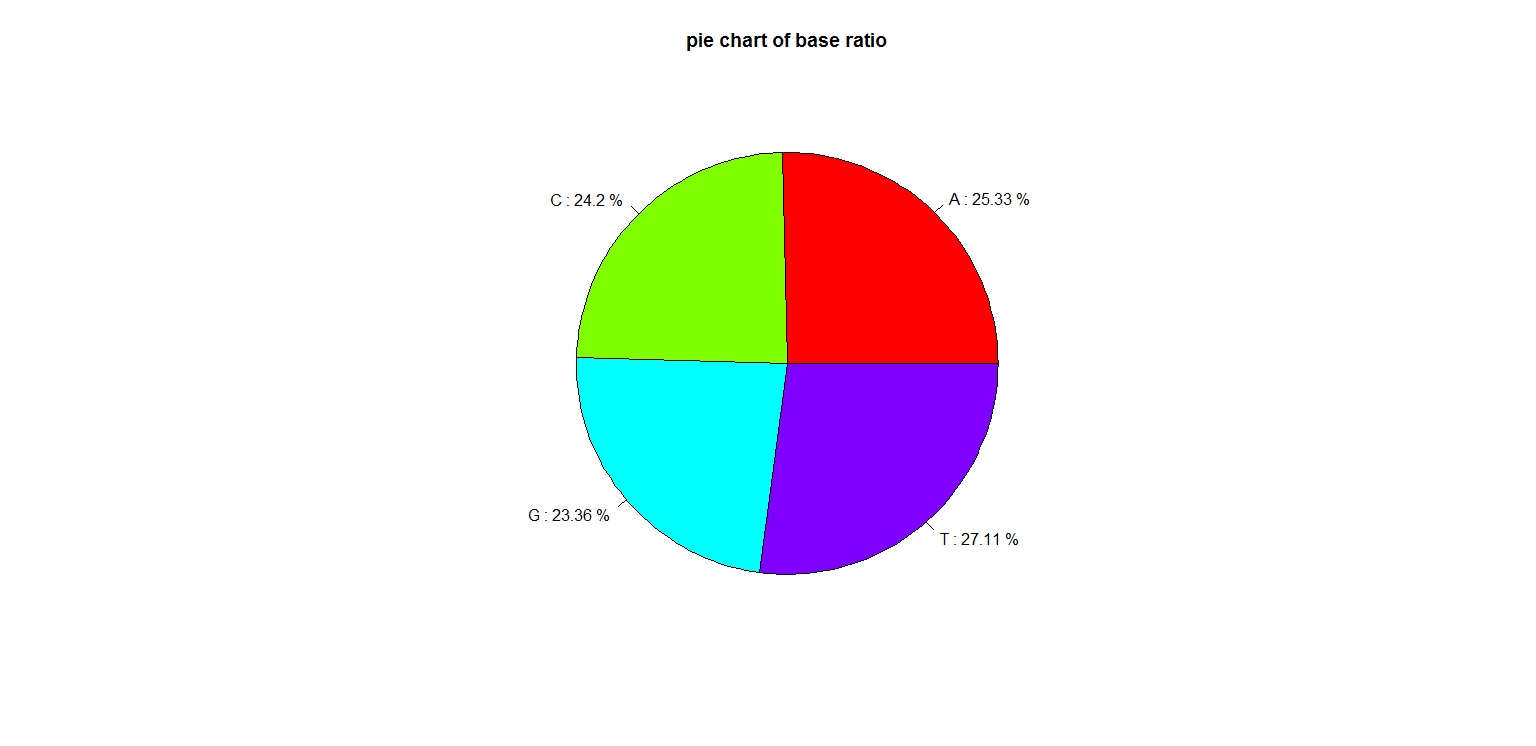 pie chart of base ratio
C : 24.2 %
A : 25.33 %
G : 23.36 %
T : 27.11 %